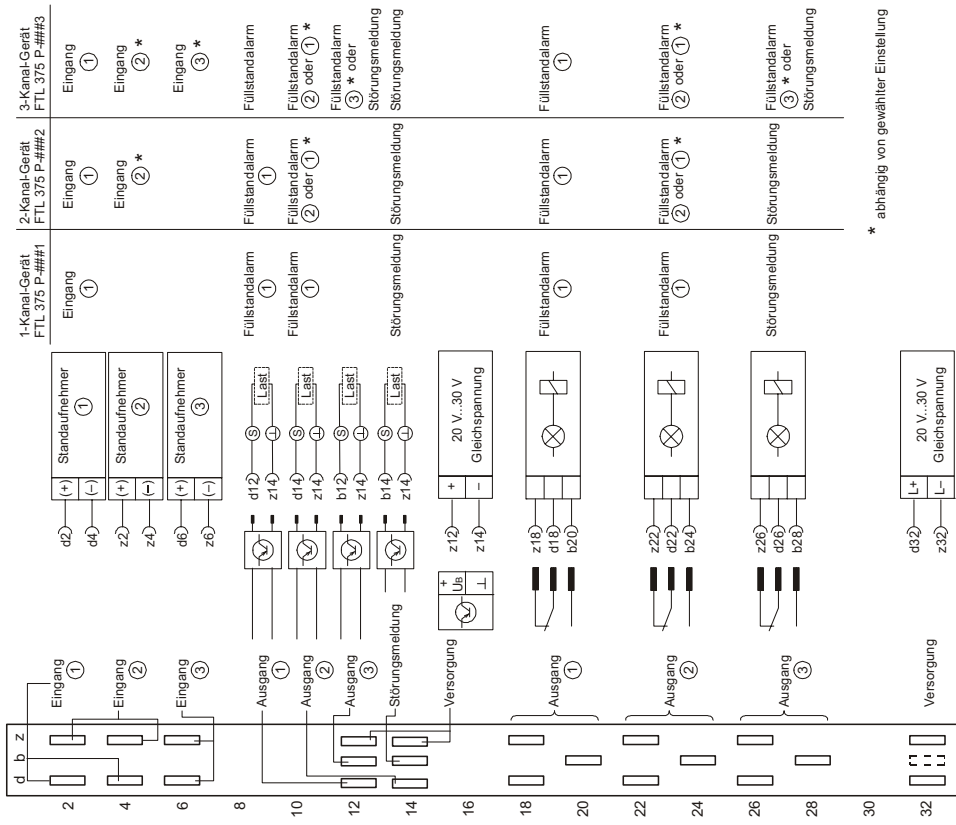 d b z
2
4
6
8
10
12
14
16
18
20
22
24
26
28
30
32
Eingang 1
Eingang 2
Eingang 3
Ausgang 1
Ausgang 2
Ausgang 3
Störungsmeldung
Versorgung
Ausgang 1
Ausgang 2
Ausgang 3
Versorgung
d2 (+)
d4 (–)
Standaufnehmer 1
z2 (+)
z4 (–)
Standaufnehmer 2
d6 (+)
z6 (–)
Standaufnehmer 3
d12 S
z14 ⊥
Last
d14 S
z14 ⊥
Last
b12 S
z14 ⊥
Last
b14 S
z14 ⊥
Last
+
UB
⊥
z12 +
z14 –
20 V...30 V
Gleichspannung
z18
d18
b20
z22
d22
b24
z26
d26
b28
d32 L+
z32 L–
20 V...30 V
Gleichspannung
1-Kanal-Gerät
FTL 375 P-###1
Eingang
1
Füllstandalarm
1
Füllstandalarm
1
Störungsmeldung
Füllstandalarm
1
Füllstandalarm
1
Störungsmeldung
2-Kanal-Gerät
FTL 375 P-###2
Eingang
1
Eingang
2 *
Füllstandalarm
1
Füllstandalarm
2 oder 1 *
Störungsmeldung
Füllstandalarm
1
Füllstandalarm
2 oder 1 *
Störungsmeldung
3-Kanal-Gerät
FTL 375 P-###3
Eingang
1
Eingang
2 *
Eingang
3 *
Füllstandalarm
Füllstandalarm
2 oder 1 *
Füllstandalarm
3 * oder
Störungsmeldung
Störungsmeldung
Füllstandalarm
1
Füllstandalarm
2 oder 1 *
Füllstandalarm
3 * oder
Störungsmeldung
* abhängig von gewählter Einstellung